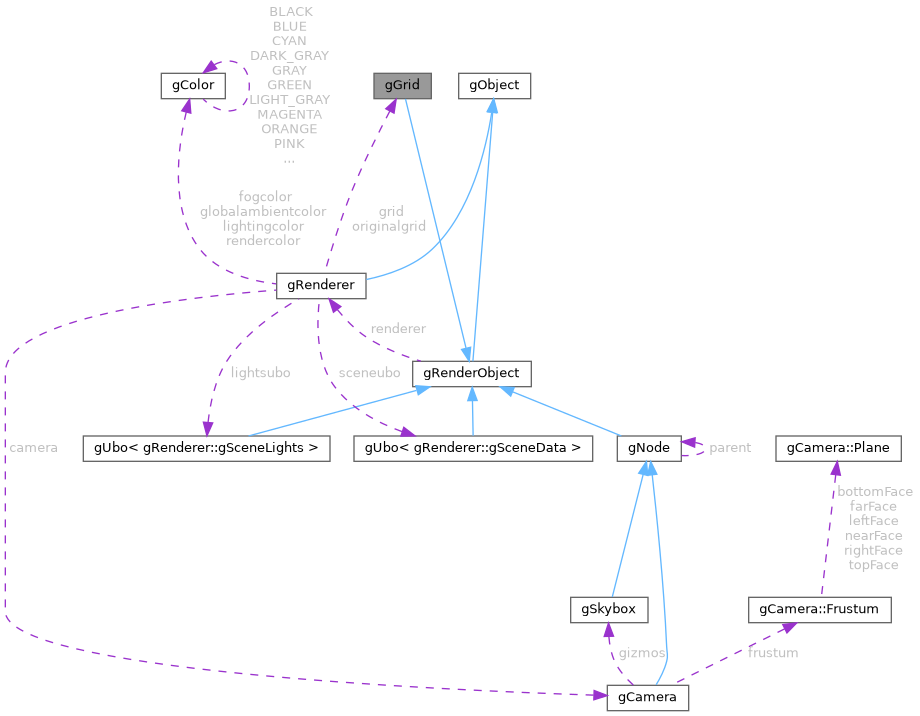 BLACK
BLUE
CYAN
DARK_GRAY
GRAY
GREEN
LIGHT_GRAY
MAGENTA
ORANGE
PINK
...
gColor
gGrid
gObject
fogcolor
globalambientcolor
lightingcolor
rendercolor
grid
originalgrid
gRenderer
renderer
gRenderObject
lightsubo
sceneubo
camera
gUbo< gRenderer::gSceneLights >
gUbo< gRenderer::gSceneData >
gNode
parent
gCamera::Plane
bottomFace
farFace
leftFace
nearFace
rightFace
topFace
gSkybox
gCamera::Frustum
gizmos
frustum
gCamera